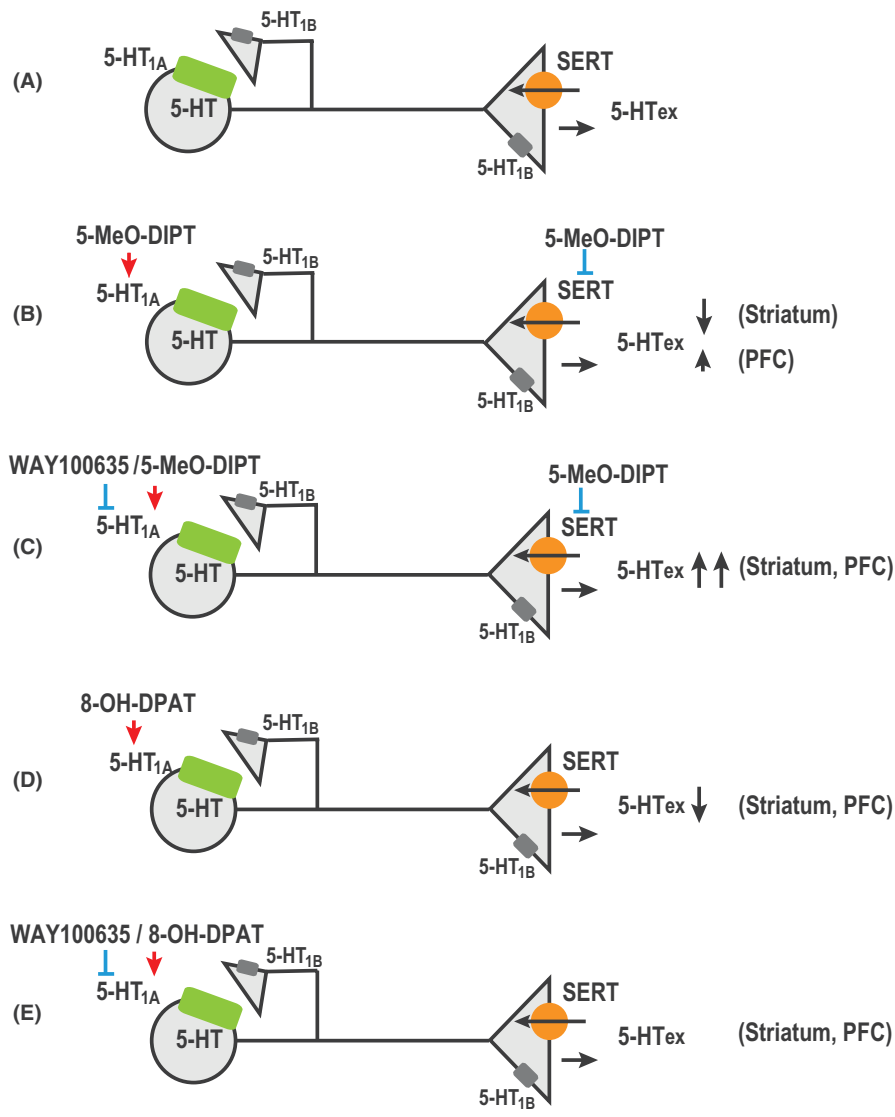 5-HT1B
5-HT1A
SERT
(A)
5-HT
5-HTex
5-HT1B
5-MeO-DIPT
5-MeO-DIPT
5-HT1B
5-HT1A
SERT
(B)
(Striatum)
5-HT
5-HTex
(PFC)
5-HT1B
WAY100635 /5-MeO-DIPT
5-MeO-DIPT
5-HT1B
5-HT1A
SERT
(C)
5-HT
5-HTex
(Striatum, PFC)
5-HT1B
8-OH-DPAT
5-HT1B
5-HT1A
SERT
(D)
5-HT
5-HTex
(Striatum, PFC)
5-HT1B
WAY100635 / 8-OH-DPAT
5-HT1B
5-HT1A
SERT
(E)
5-HT
5-HTex
(Striatum, PFC)
5-HT1B